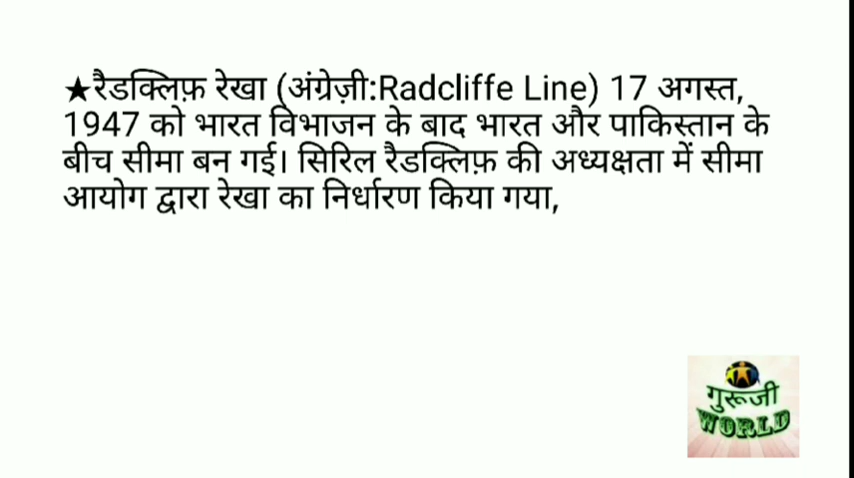 ★रैडक्लिफ़ रेखा (अंग्रेज़ी:Radcliffe Line) 17 अगस्त,
1947 को भारत विभाजन के बाद भारत और पाकिस्तान के
बीच सीमा बन गई। सिरिल रैडक्लिफ़ की अध्यक्षता में सीमा
आयोग द्वारा रेखा का निर्धारण किया गया,
गुरूजी
WORLD